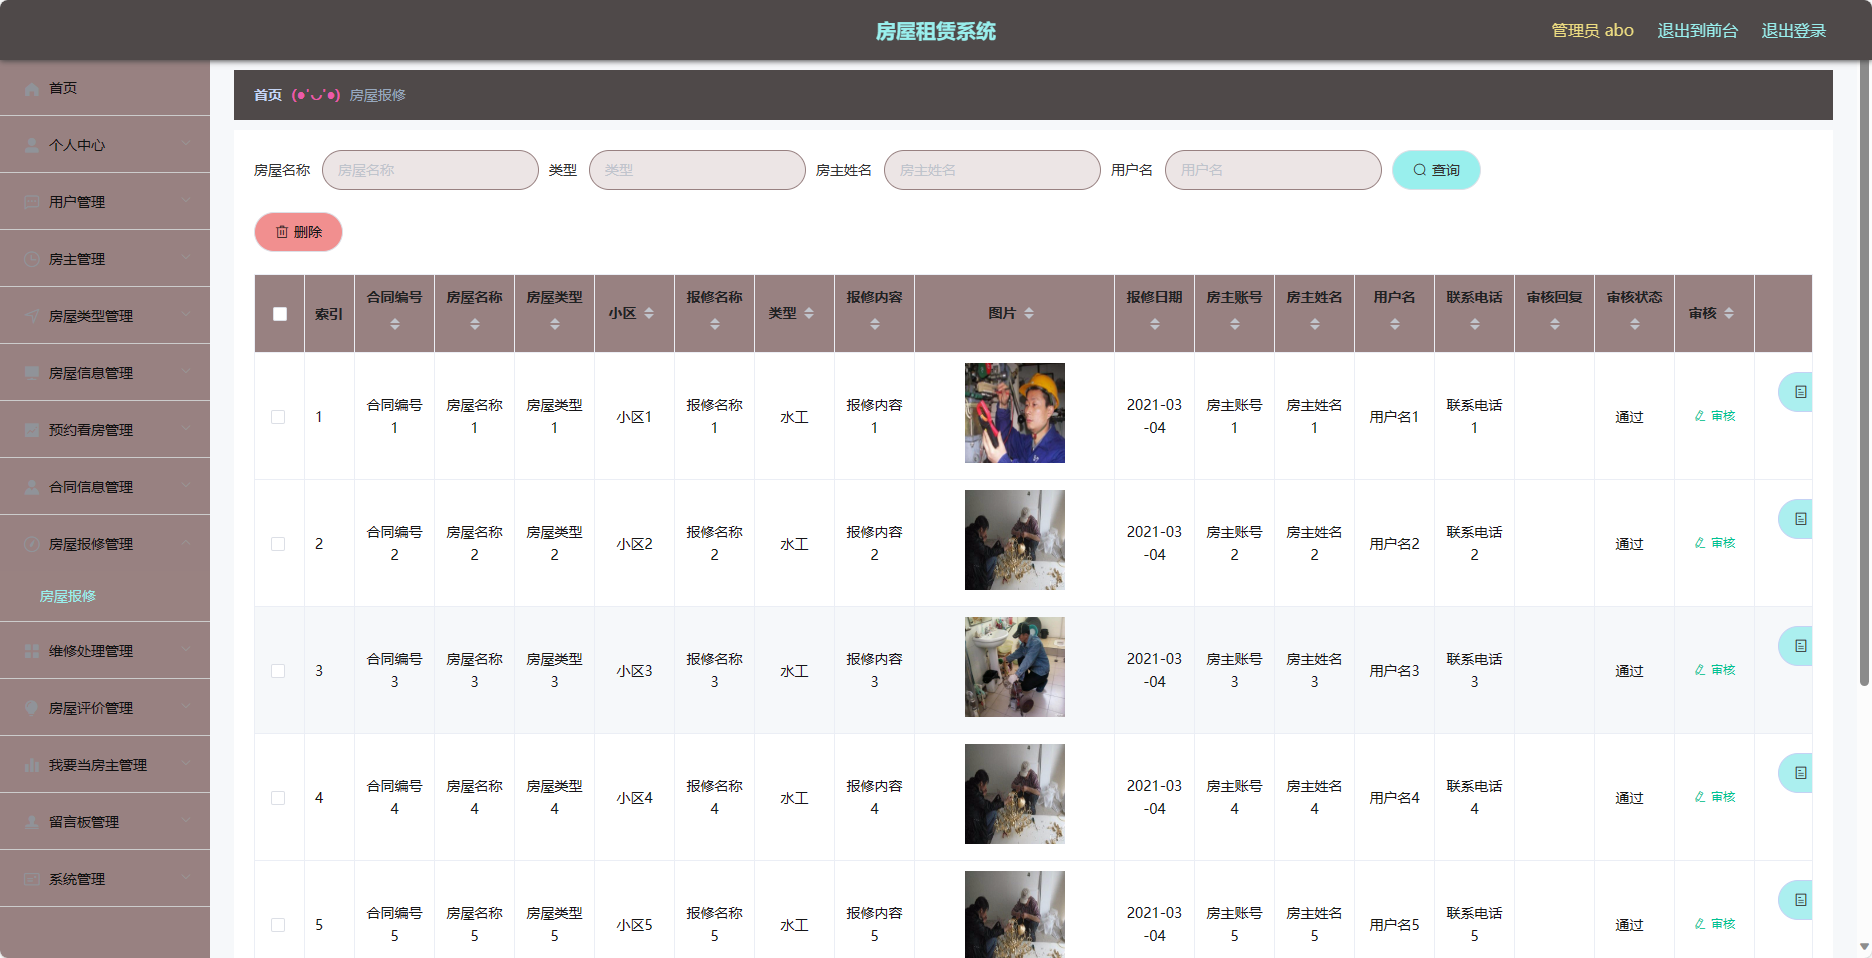 房屋租赁系统
管理员 abo 退出到前台 退出登录
首页
个人中心
用户管理
房主管理
房屋类型管理
房屋信息管理
预约看房管理
合同信息管理
房屋报修管理
房屋报修
维修处理管理
房屋评价管理
我要当房主管理
留言板管理
系统管理
首页 (●'◡'●) 房屋报修
房屋名称 房屋名称 类型 类型 房主姓名 房主姓名 用户名 用户名 查询
删除
索引 合同编号 房屋名称 房屋类型 小区 报修名称 类型 报修内容 图片 报修日期 房主账号 房主姓名 用户名 联系电话 审核回复 审核状态 审核
1 合同编号1 房屋名称1 房屋类型1 小区1 报修名称1 水工 报修内容1 2021-03-04 房主账号1 房主姓名1 用户名1 联系电话1 通过 审核
2 合同编号2 房屋名称2 房屋类型2 小区2 报修名称2 水工 报修内容2 2021-03-04 房主账号2 房主姓名2 用户名2 联系电话2 通过 审核
3 合同编号3 房屋名称3 房屋类型3 小区3 报修名称3 水工 报修内容3 2021-03-04 房主账号3 房主姓名3 用户名3 联系电话3 通过 审核
4 合同编号4 房屋名称4 房屋类型4 小区4 报修名称4 水工 报修内容4 2021-03-04 房主账号4 房主姓名4 用户名4 联系电话4 通过 审核
5 合同编号5 房屋名称5 房屋类型5 小区5 报修名称5 水工 报修内容5 2021-03-04 房主账号5 房主姓名5 用户名5 联系电话5 通过 审核